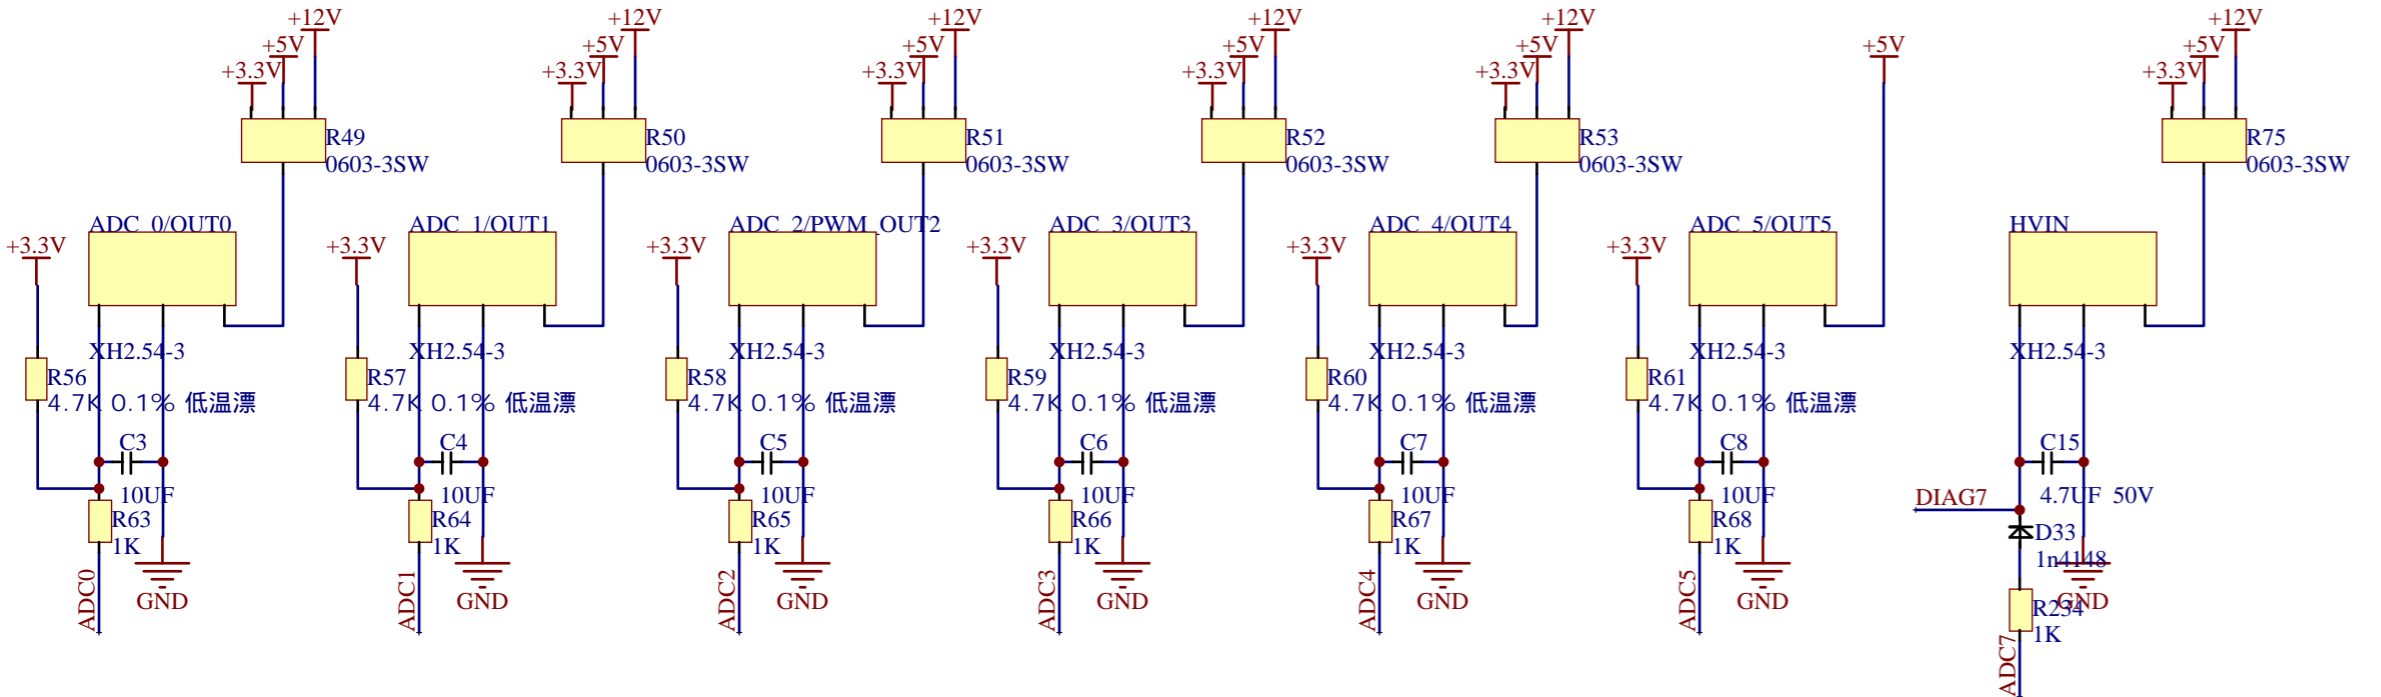 +12V
+5V
+3.3V
R49
0603-3SW
ADC_0/OUT0
+3.3V
XH2.54-3
R56
4.7K 0.1% 低温漂
C3
10UF
R63
1K
ADC0
GND
+12V
+5V
+3.3V
R50
0603-3SW
ADC_1/OUT1
+3.3V
XH2.54-3
R57
4.7K 0.1% 低温漂
C4
10UF
R64
1K
ADC1
GND
+12V
+5V
+3.3V
R51
0603-3SW
ADC_2/PWM_OUT2
+3.3V
XH2.54-3
R58
4.7K 0.1% 低温漂
C5
10UF
R65
1K
ADC2
GND
+12V
+5V
+3.3V
R52
0603-3SW
ADC_3/OUT3
+3.3V
XH2.54-3
R59
4.7K 0.1% 低温漂
C6
10UF
R66
1K
ADC3
GND
+12V
+5V
+3.3V
R53
0603-3SW
ADC_4/OUT4
+3.3V
XH2.54-3
R60
4.7K 0.1% 低温漂
C7
10UF
R67
1K
ADC4
GND
+5V
ADC_5/OUT5
+3.3V
XH2.54-3
R61
4.7K 0.1% 低温漂
C8
10UF
R68
1K
ADC5
GND
+12V
+5V
+3.3V
R75
0603-3SW
HVIN
XH2.54-3
C15
4.7UF 50V
DIAG7
D33
1n4148
GND
R234
1K
ADC7